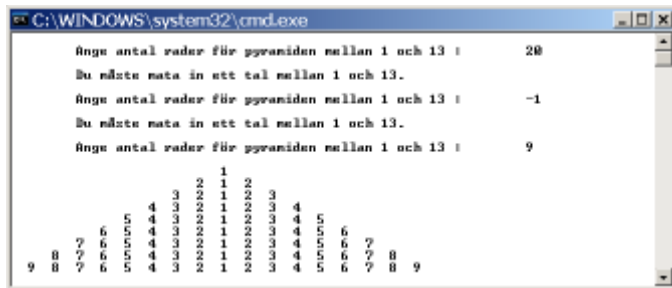 C:\WINDOWS\system32\cmd.exe
Ange antal rader för pyramiden mellan 1 och 13 : 20
Du måste mata in ett tal mellan 1 och 13.
Ange antal rader för pyramiden mellan 1 och 13 : -1
Du måste mata in ett tal mellan 1 och 13.
Ange antal rader för pyramiden mellan 1 och 13 : 9
1
2 1 2
3 2 1 2 3
4 3 2 1 2 3 4
5 4 3 2 1 2 3 4 5
6 5 4 3 2 1 2 3 4 5 6
7 6 5 4 3 2 1 2 3 4 5 6 7
8 7 6 5 4 3 2 1 2 3 4 5 6 7 8
9 8 7 6 5 4 3 2 1 2 3 4 5 6 7 8 9